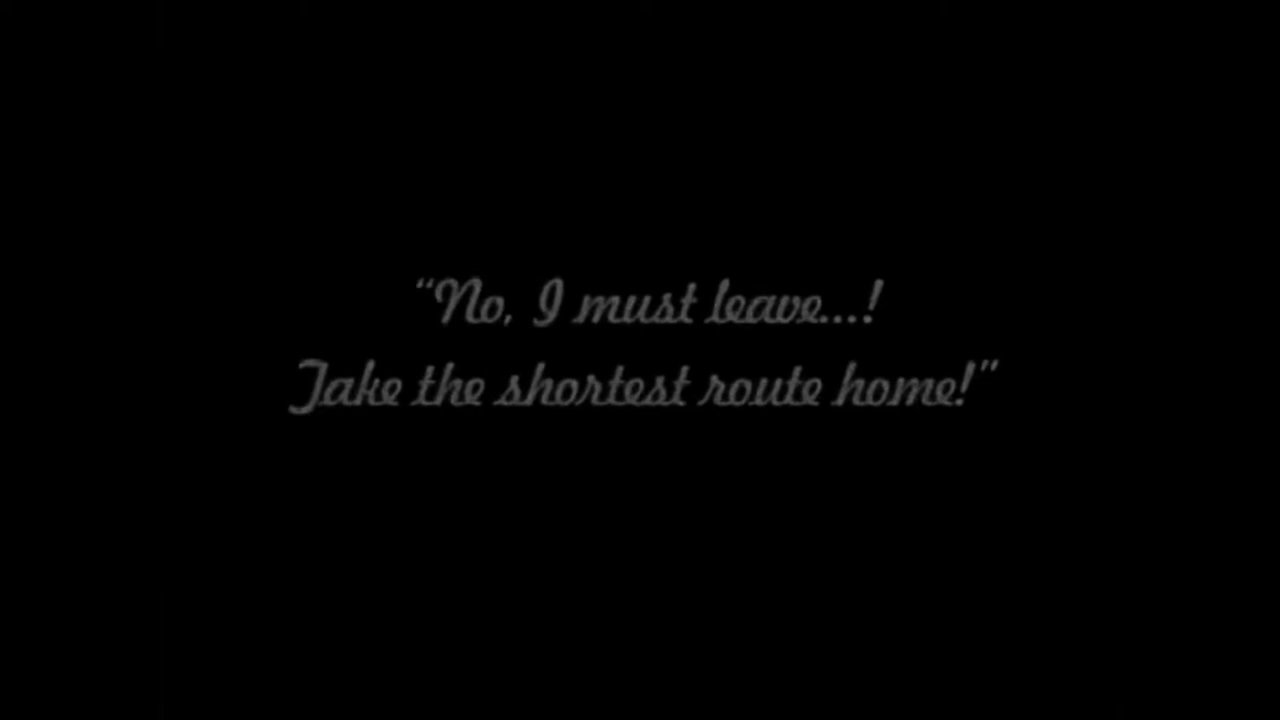 “No, I must leave...!
Take the shortest route home!”